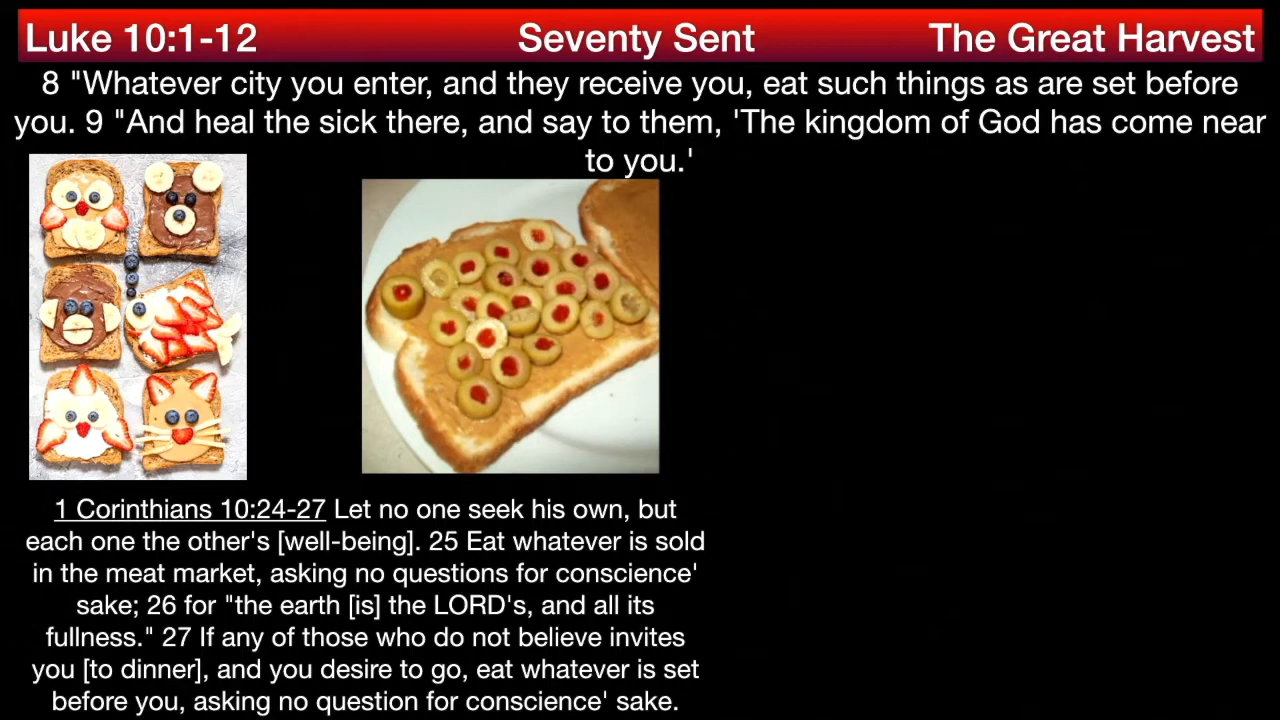 Luke 10:1-12 Seventy Sent The Great Harvest
8 "Whatever city you enter, and they receive you, eat such things as are set before
you. 9 "And heal the sick there, and say to them, 'The kingdom of God has come near
to you.'
1 Corinthians 10:24-27 Let no one seek his own, but
each one the other's [well-being]. 25 Eat whatever is sold
in the meat market, asking no questions for conscience'
sake; 26 for "the earth [is] the LORD's, and all its
fullness." 27 If any of those who do not believe invites
you [to dinner], and you desire to go, eat whatever is set
before you, asking no question for conscience' sake.